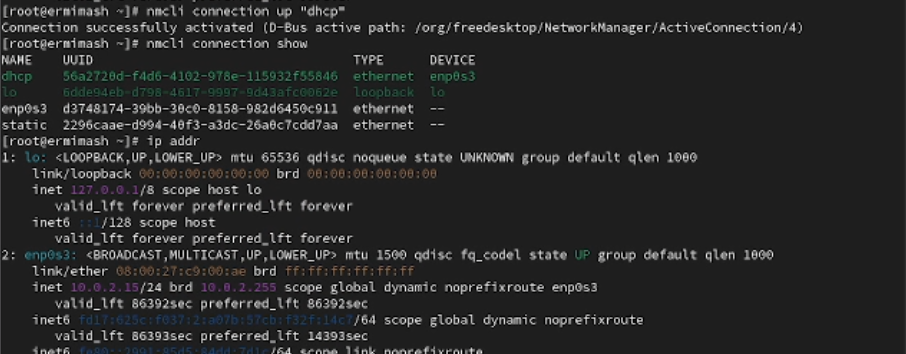 [root@ermimash ~]# nmcli connection up "dhcp"
Connection successfully activated (D-Bus active path: /org/freedesktop/NetworkManager/ActiveConnection/4)
[root@ermimash ~]# nmcli connection show
NAME UUID TYPE DEVICE
dhcp 56a2720d-f4d6-4102-978e-115932f55846 ethernet enp0s3
lo 6dde94eb-d798-4617-9997-9d43afc0062e loopback lo
enp0s3 d3748174-39bb-30c0-8158-982d6450c911 ethernet --
static 2296caae-d994-40f3-a3dc-26a0c7cdd7aa ethernet --
[root@ermimash ~]# ip addr
1: lo: <LOOPBACK,UP,LOWER_UP> mtu 65536 qdisc noqueue state UNKNOWN group default qlen 1000
link/loopback 00:00:00:00:00:00 brd 00:00:00:00:00:00
inet 127.0.0.1/8 scope host lo
valid_lft forever preferred_lft forever
inet6 ::1/128 scope host
valid_lft forever preferred_lft forever
2: enp0s3: <BROADCAST,MULTICAST,UP,LOWER_UP> mtu 1500 qdisc fq_codel state UP group default qlen 1000
link/ether 08:00:27:c9:00:ae brd ff:ff:ff:ff:ff:ff
inet 10.0.2.15/24 brd 10.0.2.255 scope global dynamic noprefixroute enp0s3
valid_lft 86392sec preferred_lft 86392sec
inet6 fd17:625c:f037:2:a07b:57cb:f32f:14c7/64 scope global dynamic noprefixroute
valid_lft 86393sec preferred_lft 14393sec
inet6 scope link noprefixroute